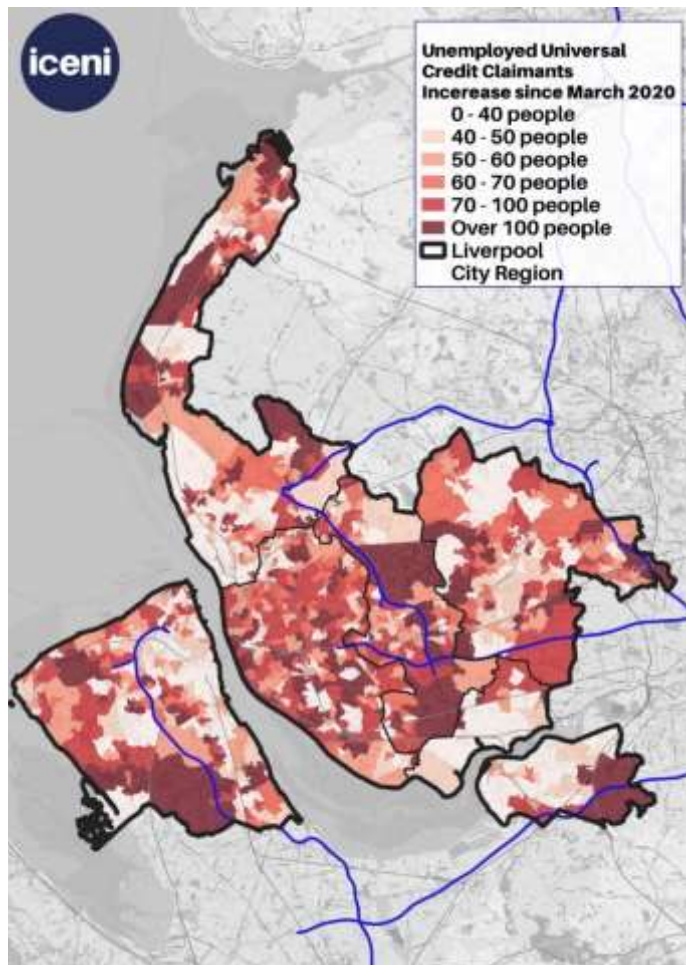 iceni
Unemployed Universal
Credit Claimants
Incerease since March 2020
0 - 40 people
40 - 50 people
50 - 60 people
60 - 70 people
70 - 100 people
Over 100 people
Liverpool
City Region